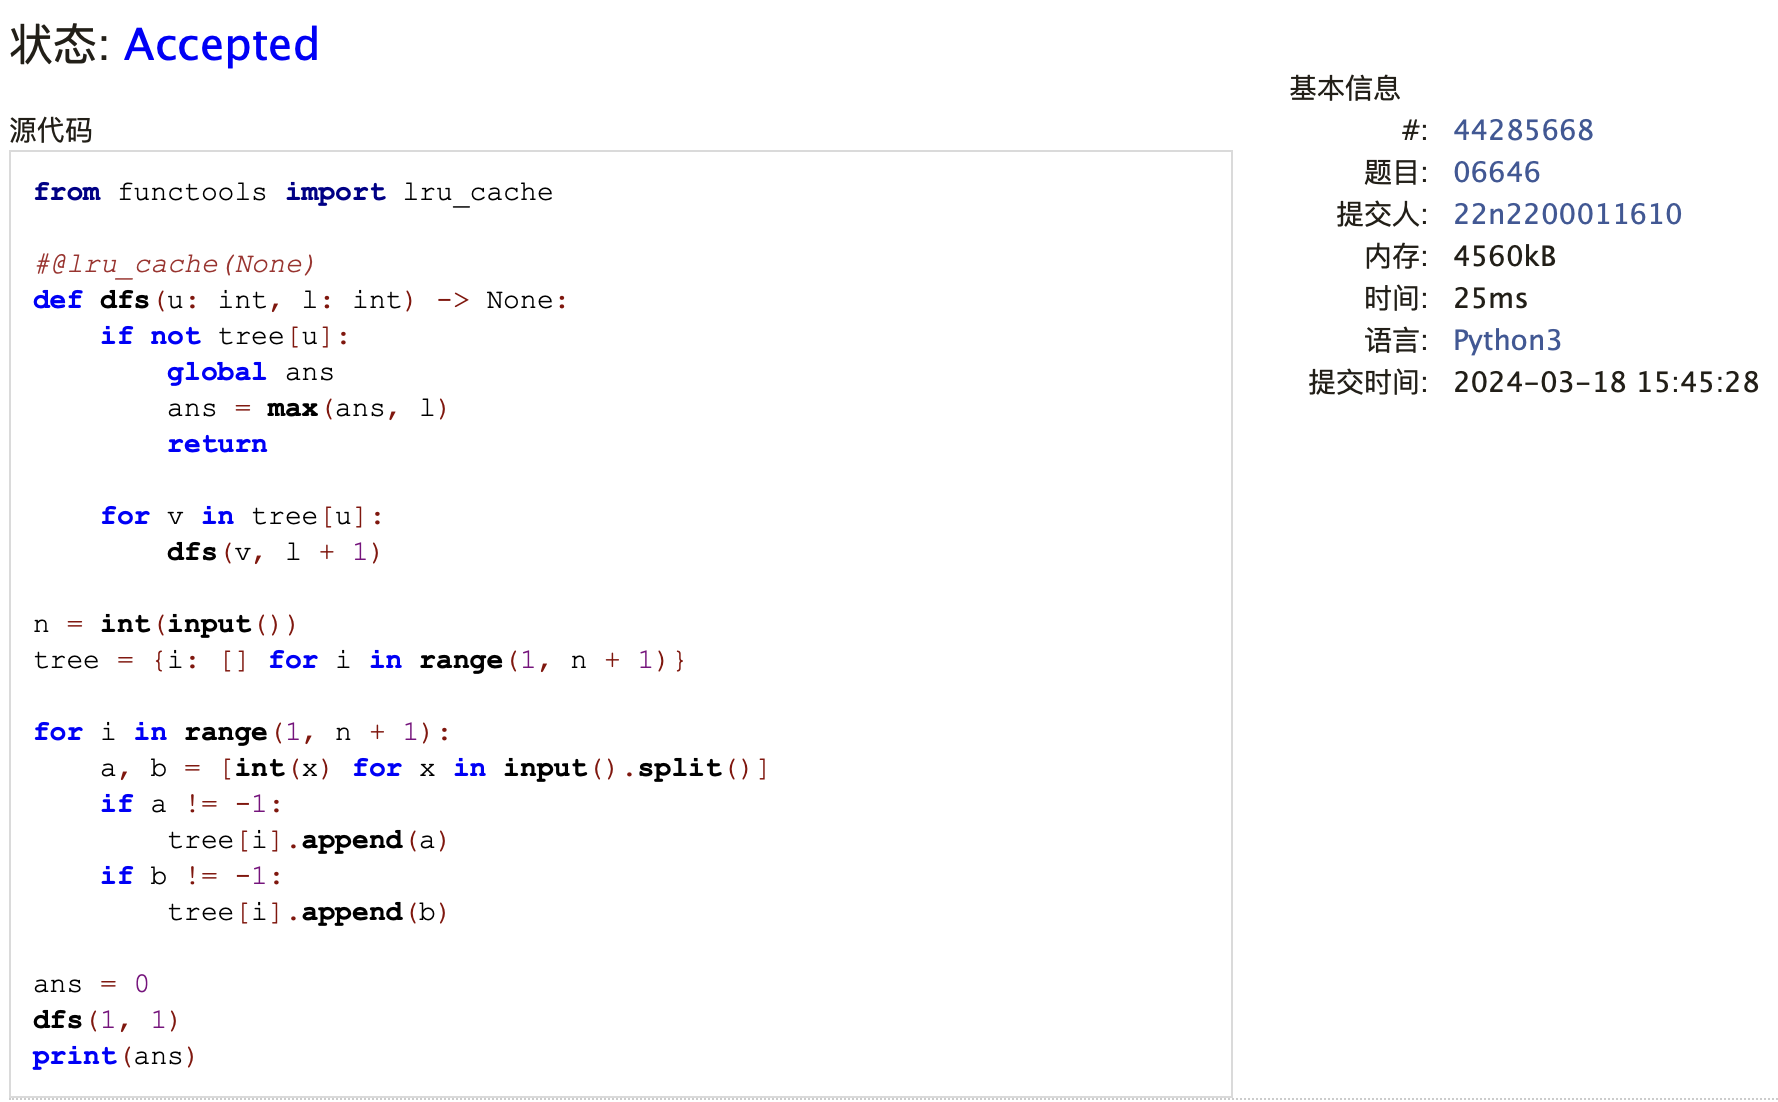 状态: Accepted
源代码
from functools import lru_cache
#@lru_cache(None)
def dfs(u: int, l: int) -> None:
    if not tree[u]:
        global ans
        ans = max(ans, l)
        return
    for v in tree[u]:
        dfs(v, l + 1)
n = int(input())
tree = {i: [] for i in range(1, n + 1)}
for i in range(1, n + 1):
    a, b = [int(x) for x in input().split()]
    if a != -1:
        tree[i].append(a)
    if b != -1:
        tree[i].append(b)
ans = 0
dfs(1, 1)
print(ans)
基本信息
#: 44285668
题目: 06646
提交人: 22n2200011610
内存: 4560kB
时间: 25ms
语言: Python3
提交时间: 2024-03-18 15:45:28